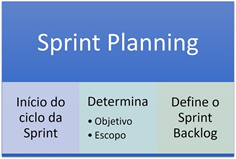 Sprint Planning
Início do
ciclo da
Sprint
Determina
• Objetivo
• Escopo
Define o
Sprint
Backlog